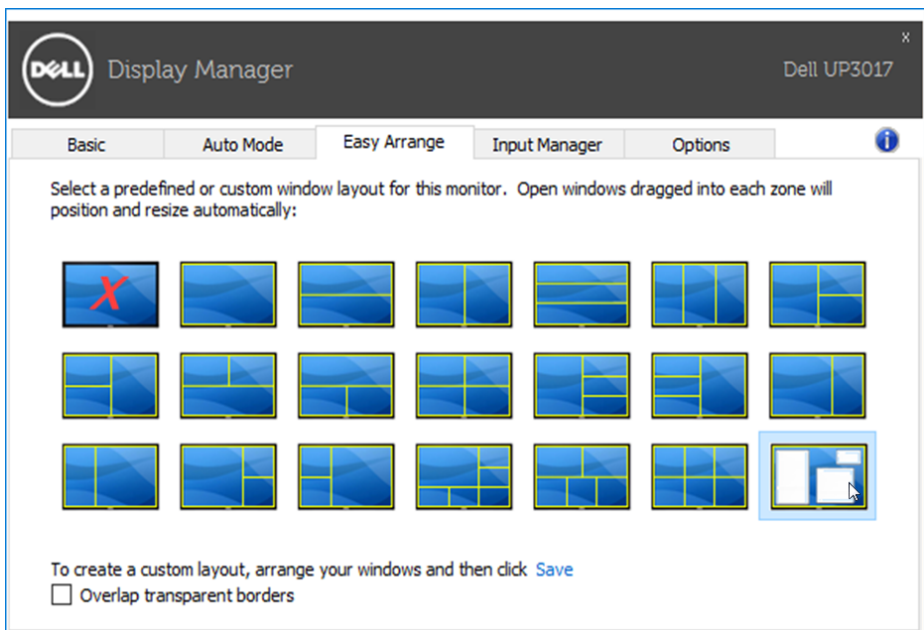 DELL Display Manager
x
Dell UP3017
Basic Auto Mode Easy Arrange Input Manager Options
Select a predefined or custom window layout for this monitor. Open windows dragged into each zone will
position and resize automatically:
To create a custom layout, arrange your windows and then click Save
Overlap transparent borders